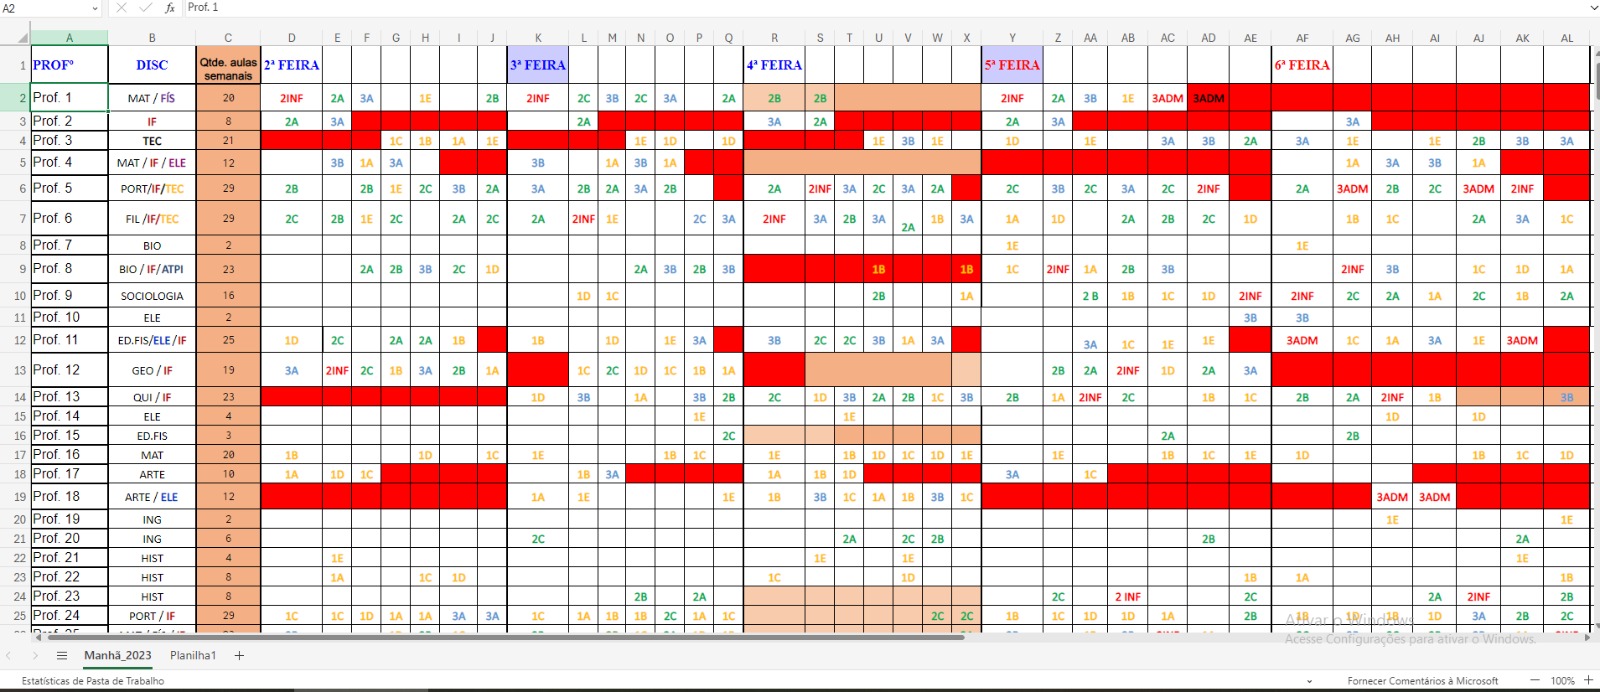 A2 fx Prof. 1
A B C D E F G H I J K L M N O P Q R S T U V W X Y Z AA AB AC AD AE AF AG AH AI AJ AK AL
1 PROFº DISC Qtde. aulas semanais 2ª FEIRA 3ª FEIRA 4ª FEIRA 5ª FEIRA 6ª FEIRA
2 Prof. 1 MAT / FÍS 20 2INF 2A 3A 1E 2B 2INF 2C 3B 2C 3A 2A 2B 2B 2INF 2A 3B 1E 3ADM 3ADM
3 Prof. 2 IF 8 2A 3A 2A 3A 2A 2A 3A 3A
4 Prof. 3 TEC 21 1C 1B 1A 1E 1E 1D 1D 1E 3B 1E 1D 1E 3A 3B 2A 3A 1E 1E 2B 3B 3A
5 Prof. 4 MAT / IF / ELE 12 3B 1A 3A 3B 1A 3B 1A 1A 3A 3B 1A
6 Prof. 5 PORT/IF/TEC 29 2B 2B 1E 2C 3B 2A 3A 2B 2A 3A 2B 2A 2INF 3A 2C 3A 2A 2C 3B 2C 3A 2C 2INF 2A 3ADM 2B 2C 3ADM 2INF
7 Prof. 6 FIL /IF/TEC 29 2C 2B 1E 2C 2A 2C 2A 2INF 1E 2C 3A 2INF 3A 2B 3A 2A 1B 3A 1A 1D 2A 2B 2C 1D 1B 1C 2A 3A 1C
8 Prof. 7 BIO 2 1E 1E
9 Prof. 8 BIO / IF/ATPI 23 2A 2B 3B 2C 1D 2A 3B 2B 3B 1B 1B 1C 2INF 1A 2B 3B 2INF 3B 1C 1D 1A
10 Prof. 9 SOCIOLOGIA 16 1D 1C 2B 1A 2 B 1B 1C 1D 2INF 2INF 2C 2A 1A 2C 1B 2A
11 Prof. 10 ELE 2 3B 3B
12 Prof. 11 ED.FIS/ELE /IF 25 1D 2C 2A 2A 1B 1B 1D 1E 3A 3B 2C 2C 3B 1A 3A 3A 1C 1E 1E 3ADM 1C 1A 3A 1E 3ADM
13 Prof. 12 GEO / IF 19 3A 2INF 2C 1B 3A 2B 1A 1C 2C 1D 1C 1B 1A 2B 2A 2INF 1D 2A 3A
14 Prof. 13 QUI / IF 23 1D 3B 1A 3B 2B 2C 1D 3B 2A 2B 1C 3B 2B 1A 2INF 2C 1B 1C 2B 2A 2INF 1B 3B
15 Prof. 14 ELE 4 1E 1E 1D 1D
16 Prof. 15 ED.FIS 3 2C 2A 2B
17 Prof. 16 MAT 20 1B 1D 1C 1E 1B 1C 1E 1B 1D 1C 1D 1E 1E 1B 1C 1E 1D 1B 1C 1D
18 Prof. 17 ARTE 10 1A 1D 1C 1B 3A 1A 1B 1D 3A 1C
19 Prof. 18 ARTE / ELE 12 1A 1E 1E 1B 3B 1C 1A 1B 3B 1C 3ADM 3ADM
20 Prof. 19 ING 2 1E 1E
21 Prof. 20 ING 6 2C 2A 2C 2B 2B 2A
22 Prof. 21 HIST 4 1E 1E 1E 1E
23 Prof. 22 HIST 8 1A 1C 1D 1C 1D 1B 1A 1B
24 Prof. 23 HIST 8 2B 2A 2C 2 INF 2C 2A 2INF 2B
25 Prof. 24 PORT / IF 29 1C 1C 1D 1A 1A 3A 3A 1C 1A 1B 1B 2C 1A 1C 2C 2C 1B 1C 1D 1D 1A 2B 1B 1D 1B 1D 3A 2B 2C
Ativar o Windows
Acesse Configurações para ativar o Windows.
Manhã_2023 Planilha1 +
Estatísticas de Pasta de Trabalho Fornecer Comentários à Microsoft 100%